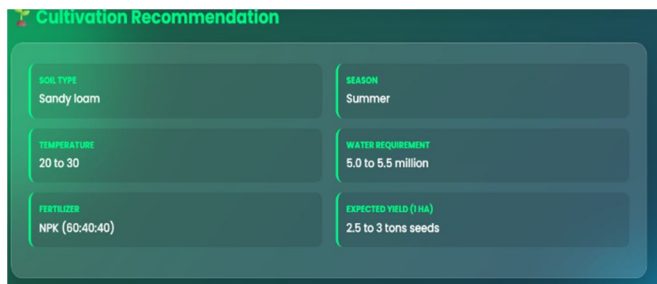 🌱 Cultivation Recommendation
SOIL TYPE
Sandy loam
SEASON
Summer
TEMPERATURE
20 to 30
WATER REQUIREMENT
5.0 to 5.5 million
FERTILIZER
NPK (60:40:40)
EXPECTED YIELD (1 HA)
2.5 to 3 tons seeds